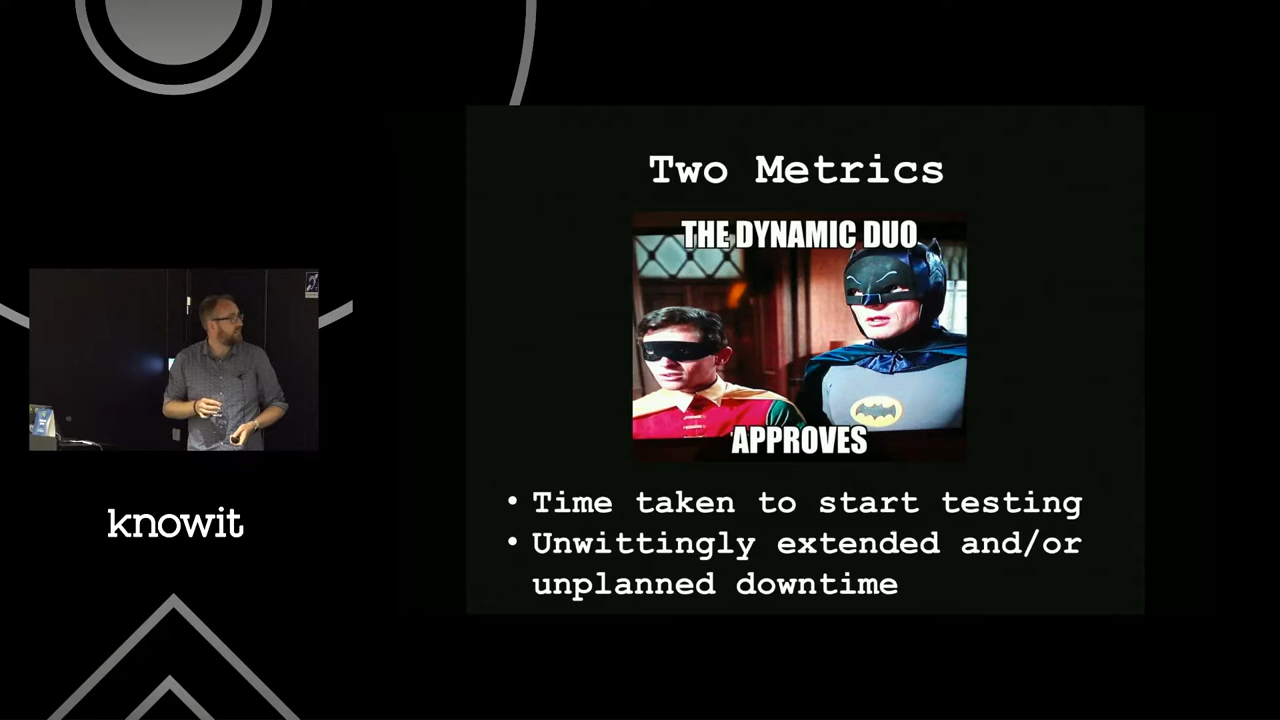 Two Metrics
THE DYNAMIC DUO
APPROVES
• Time taken to start testing
• Unwittingly extended and/or
unplanned downtime
knowit